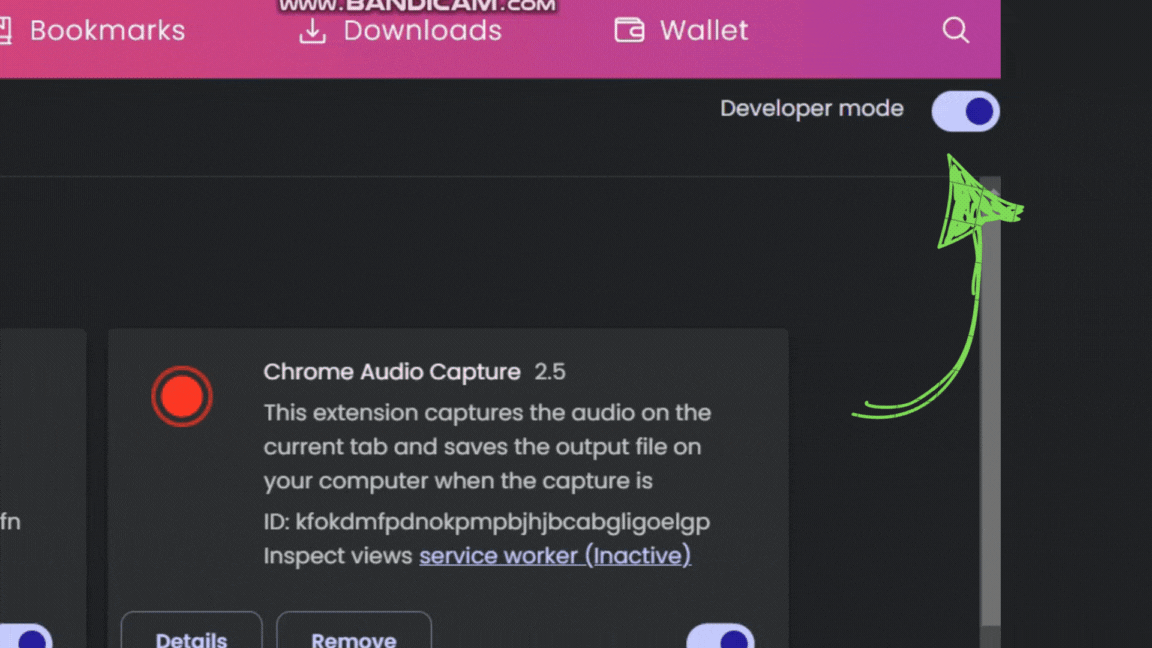 WWW.BANDICAM.COM
Bookmarks
Downloads
Wallet
Developer mode
Chrome Audio Capture 2.5
This extension captures the audio on the
current tab and saves the output file on
your computer when the capture is
fn
ID: kfokdmfpdnokpmpbjhjbcabgligoelgp
Inspect views service worker (Inactive)
Details
Remove